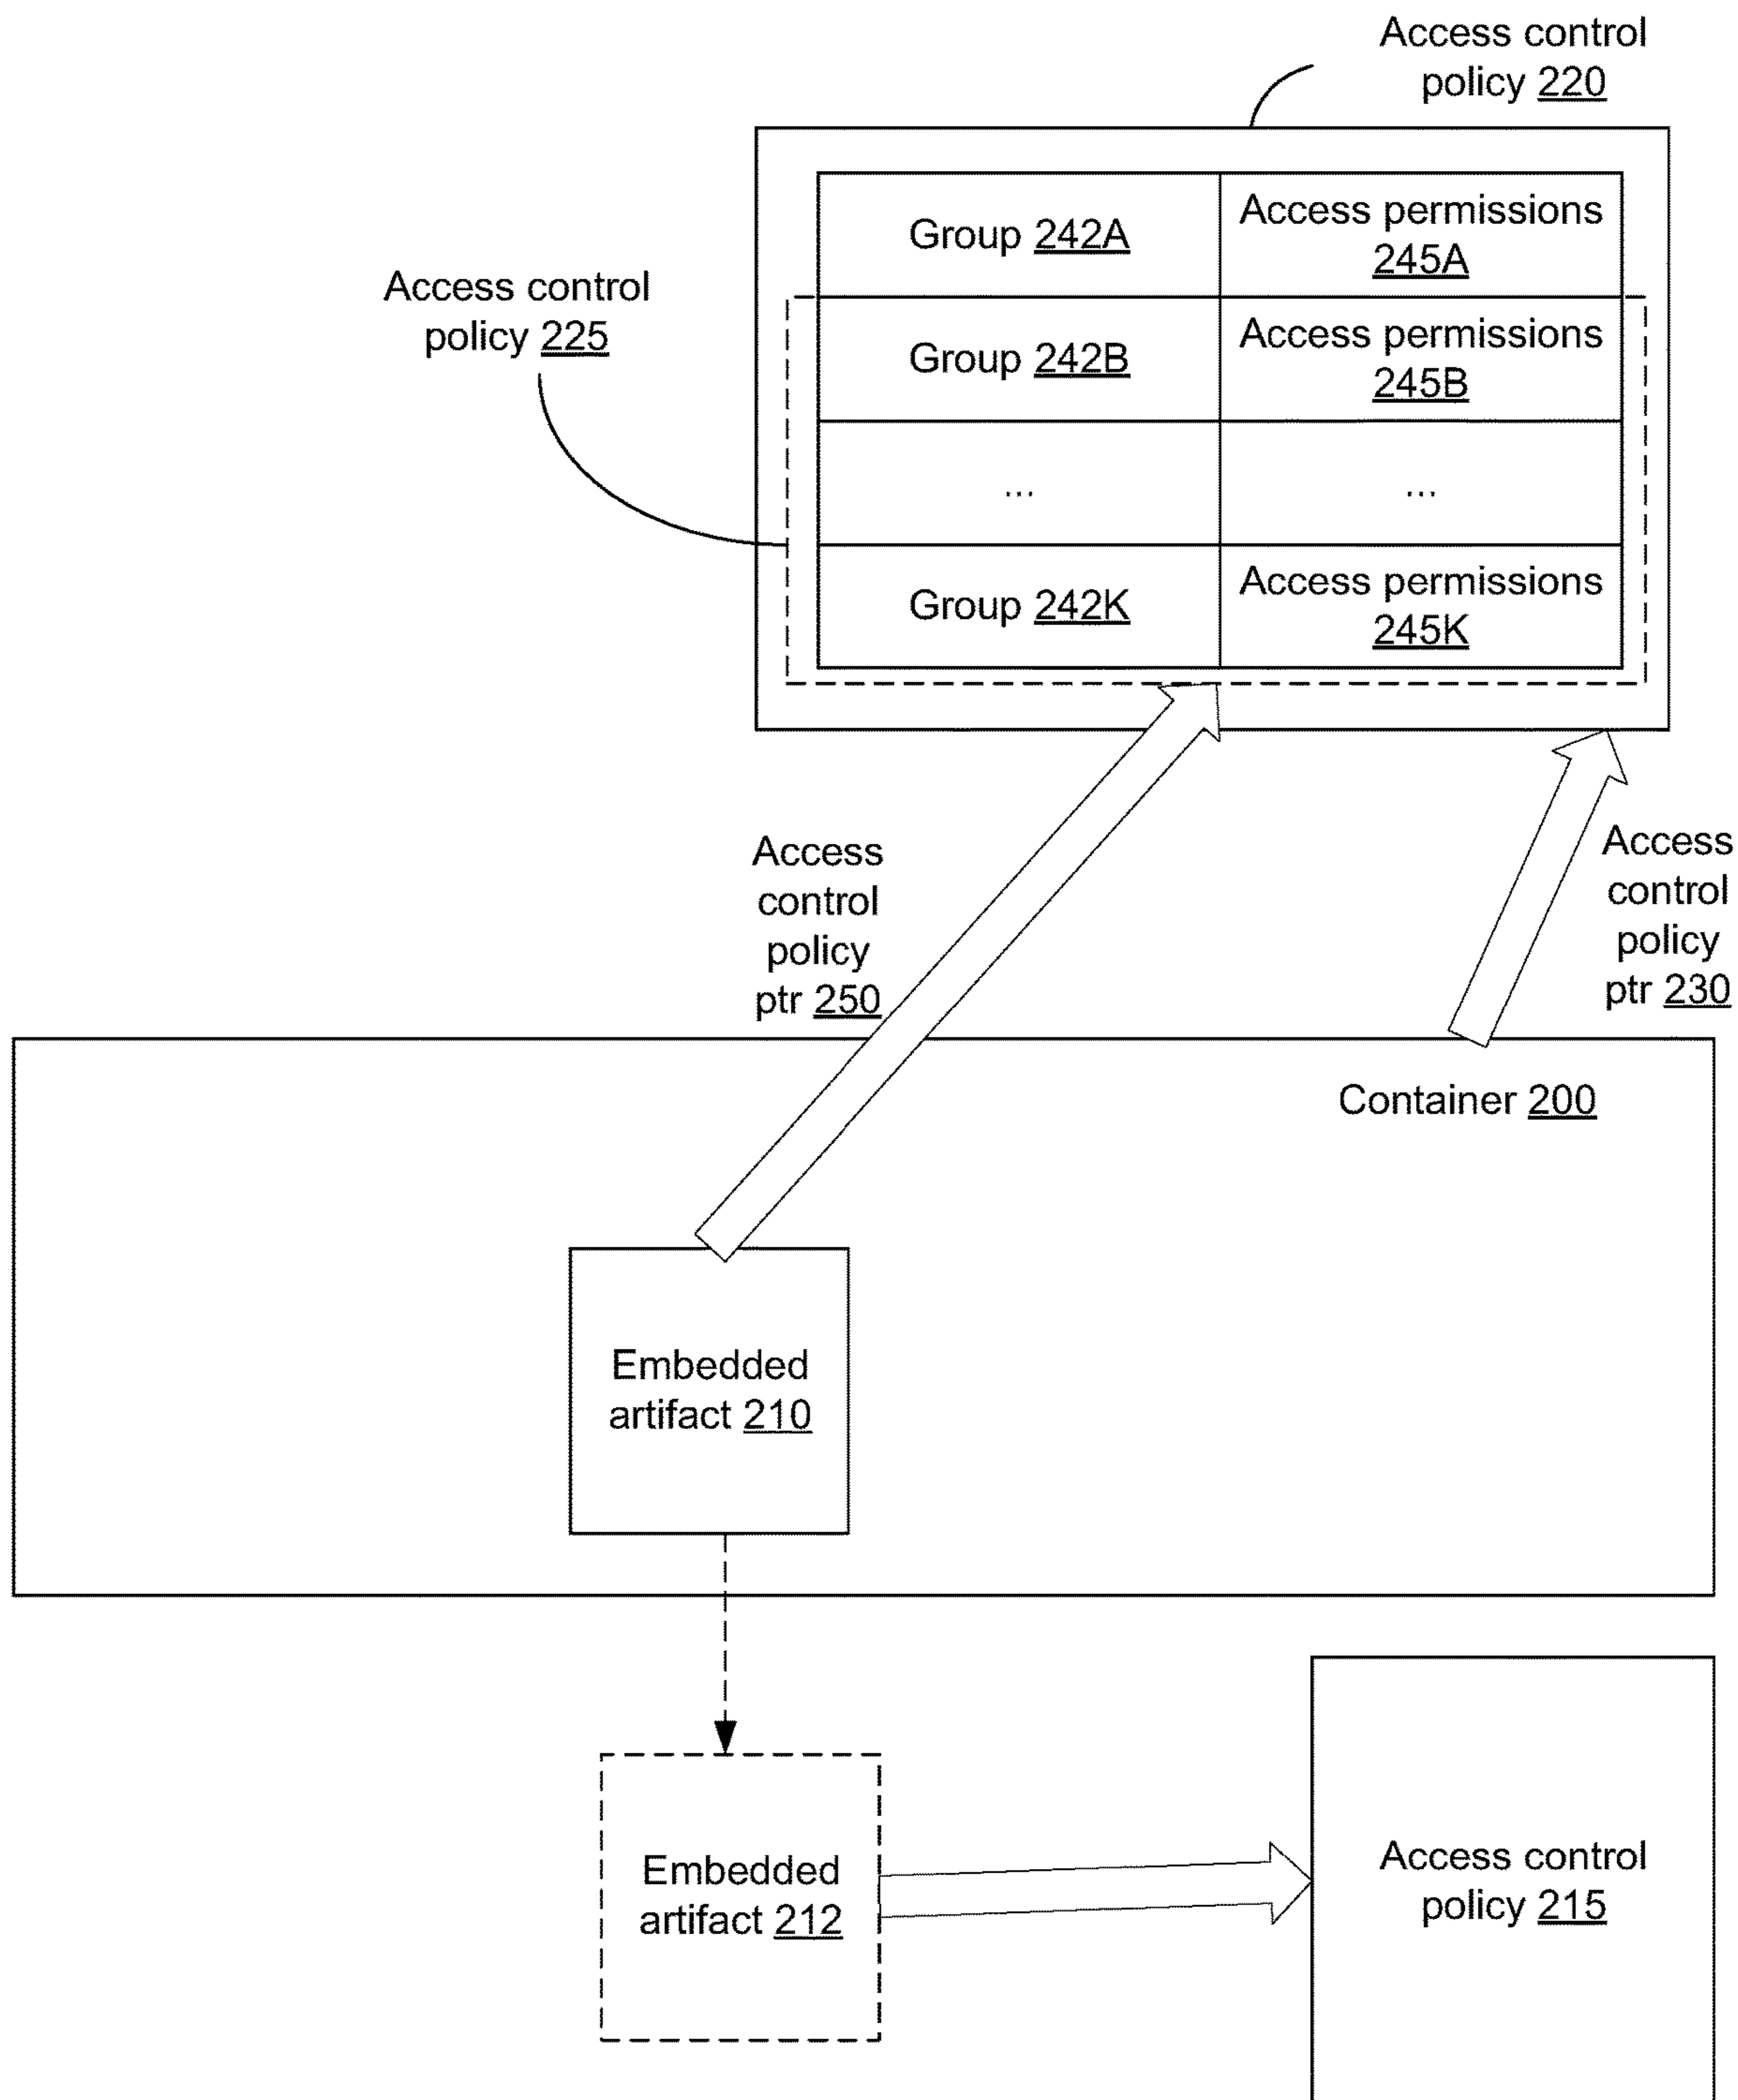 Access control
policy 220
Group 242A
Access permissions
245A
Access control
policy 225
Group 242B
Access permissions
245B
... ...
Group 242K
Access permissions
245K
Access
control
policy
ptr 250
Access
control
policy
ptr 230
Container 200
Embedded
artifact 210
Embedded
artifact 212
Access control
policy 215